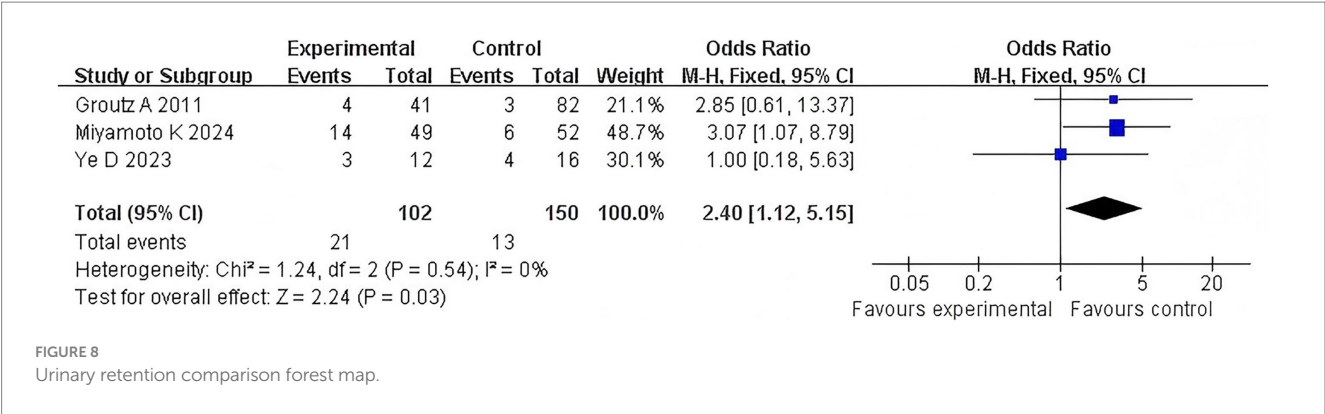 Experimental Control Odds Ratio Odds Ratio
Study or Subgroup Events Total Events Total Weight M-H, Fixed, 95% CI M-H, Fixed, 95% CI
Groutz A 2011 4 41 3 82 21.1% 2.85 [0.61, 13.37]
Miyamoto K 2024 14 49 6 52 48.7% 3.07 [1.07, 8.79]
Ye D 2023 3 12 4 16 30.1% 1.00 [0.18, 5.63]
Total (95% CI) 102 150 100.0% 2.40 [1.12, 5.15]
Total events 21 13
Heterogeneity: Chi² = 1.24, df = 2 (P = 0.54); I² = 0%
Test for overall effect: Z = 2.24 (P = 0.03)
0.05 0.2 1 5 20
Favours experimental Favours control
FIGURE 8
Urinary retention comparison forest map.